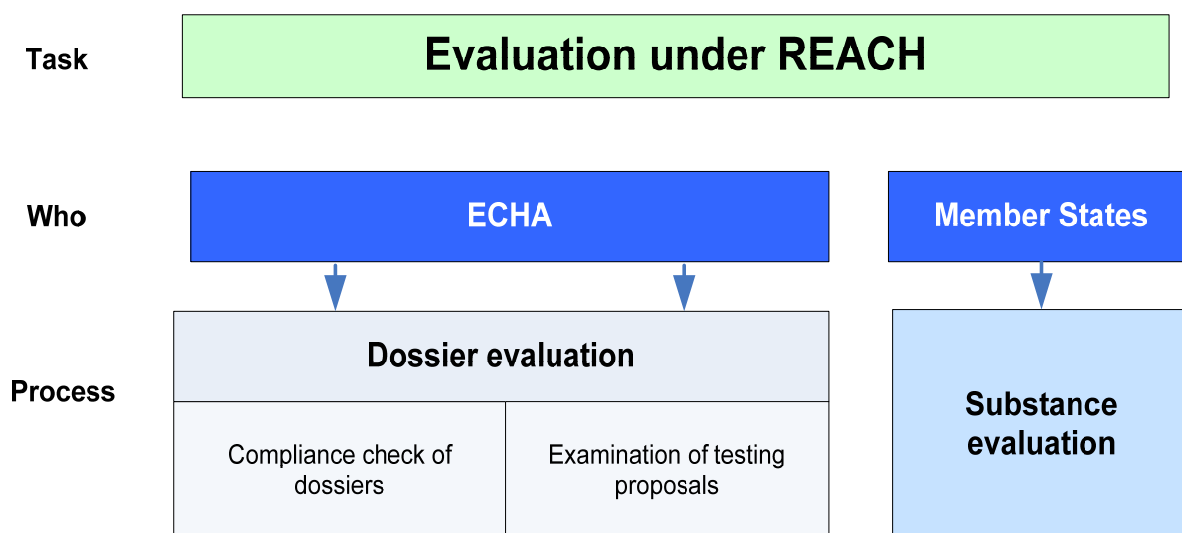 Task
Evaluation under REACH
Who
ECHA
Member States
Process
Dossier evaluation
Compliance check of
dossiers
Examination of testing
proposals
Substance
evaluation